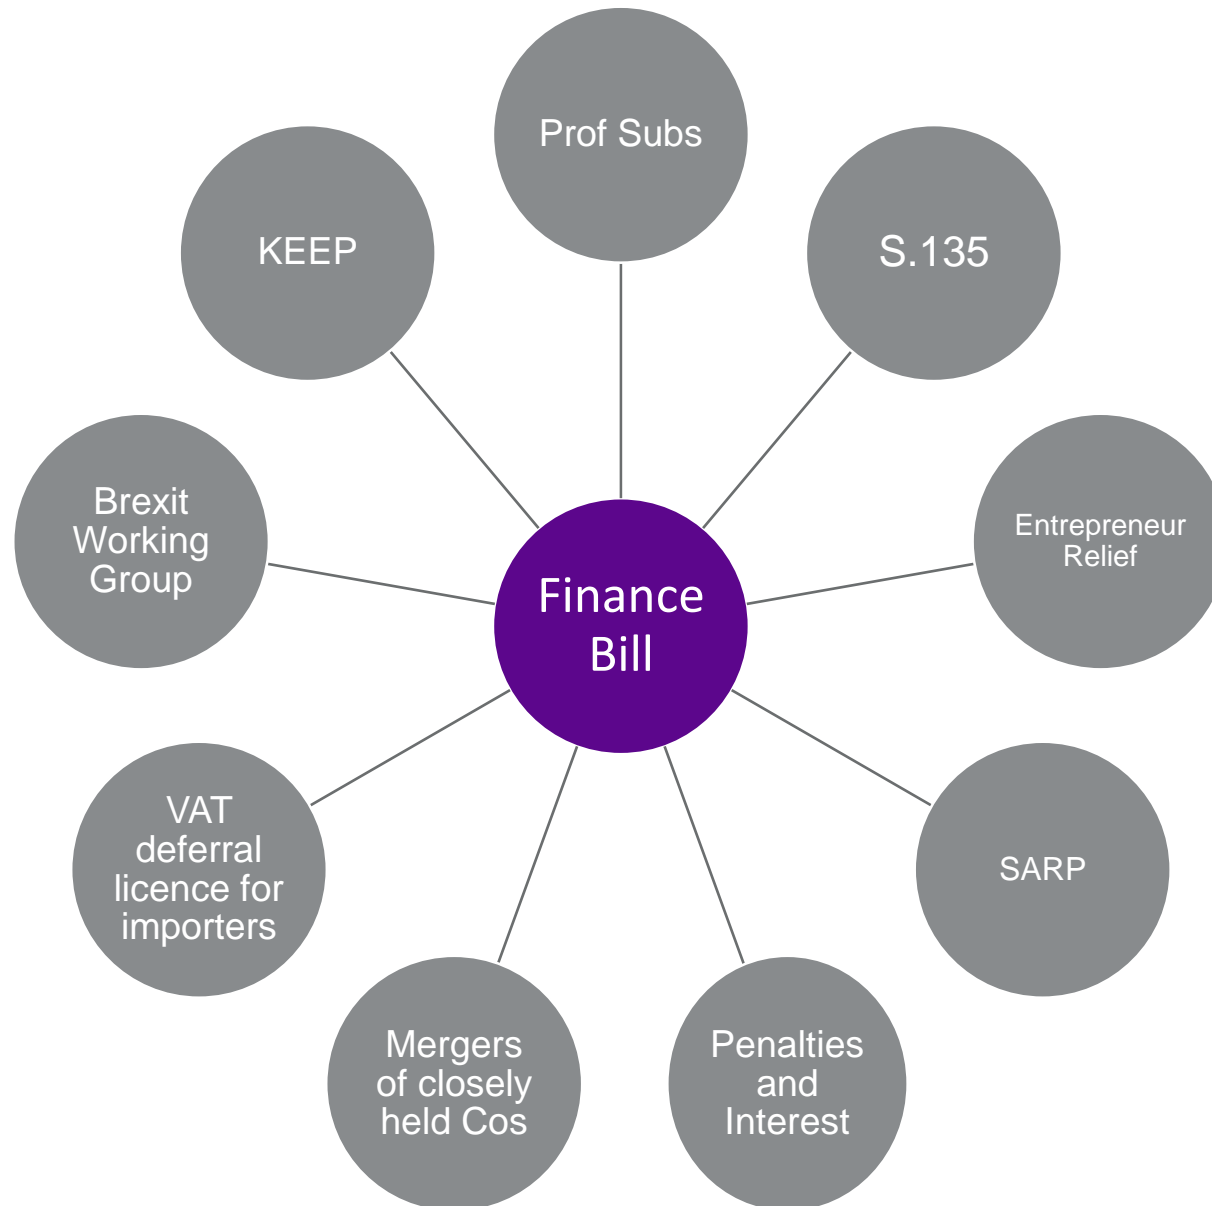 Prof Subs
S.135
Entrepreneur
Relief
SARP
Penalties
and
Interest
Mergers
of closely
held Cos
VAT
deferral
licence for
importers
Brexit
Working
Group
KEEP
Finance
Bill